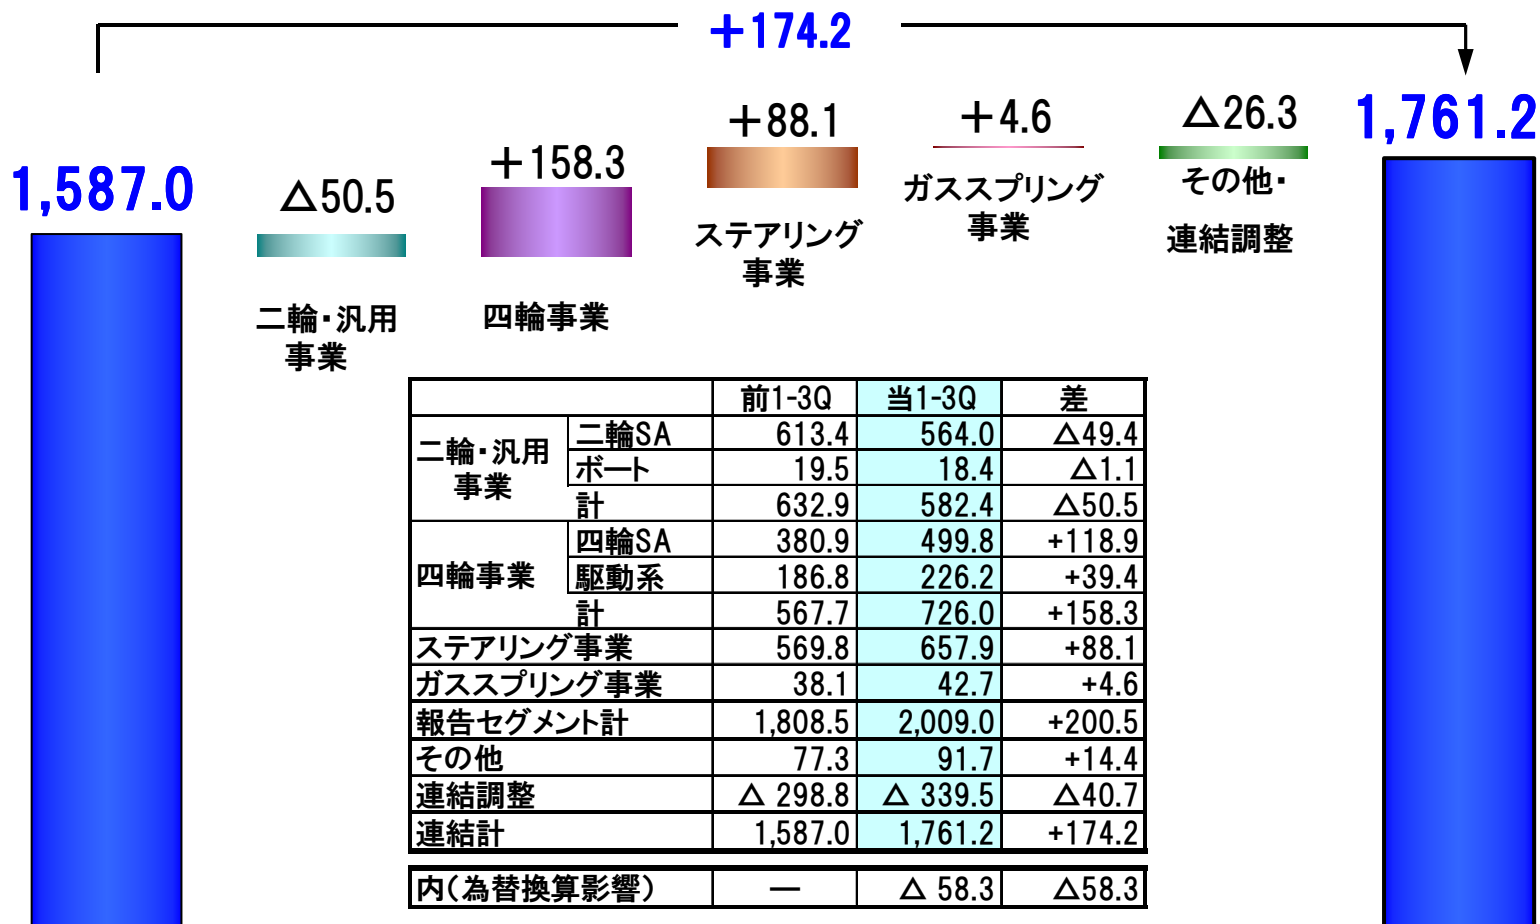 ＋174.2
1,587.0
△50.5
二輪・汎用
事業
＋158.3
四輪事業
＋88.1
ステアリング
事業
＋4.6
ガススプリング
事業
△26.3
その他・
連結調整
1,761.2
前1-3Q 当1-3Q 差
二輪・汎用事業 二輪SA 613.4 564.0 △49.4
ボート 19.5 18.4 △1.1
計 632.9 582.4 △50.5
四輪事業 四輪SA 380.9 499.8 +118.9
駆動系 186.8 226.2 +39.4
計 567.7 726.0 +158.3
ステアリング事業 569.8 657.9 +88.1
ガススプリング事業 38.1 42.7 +4.6
報告セグメント計 1,808.5 2,009.0 +200.5
その他 77.3 91.7 +14.4
連結調整 △ 298.8 △ 339.5 △40.7
連結計 1,587.0 1,761.2 +174.2
内（為替換算影響） ― △ 58.3 △58.3